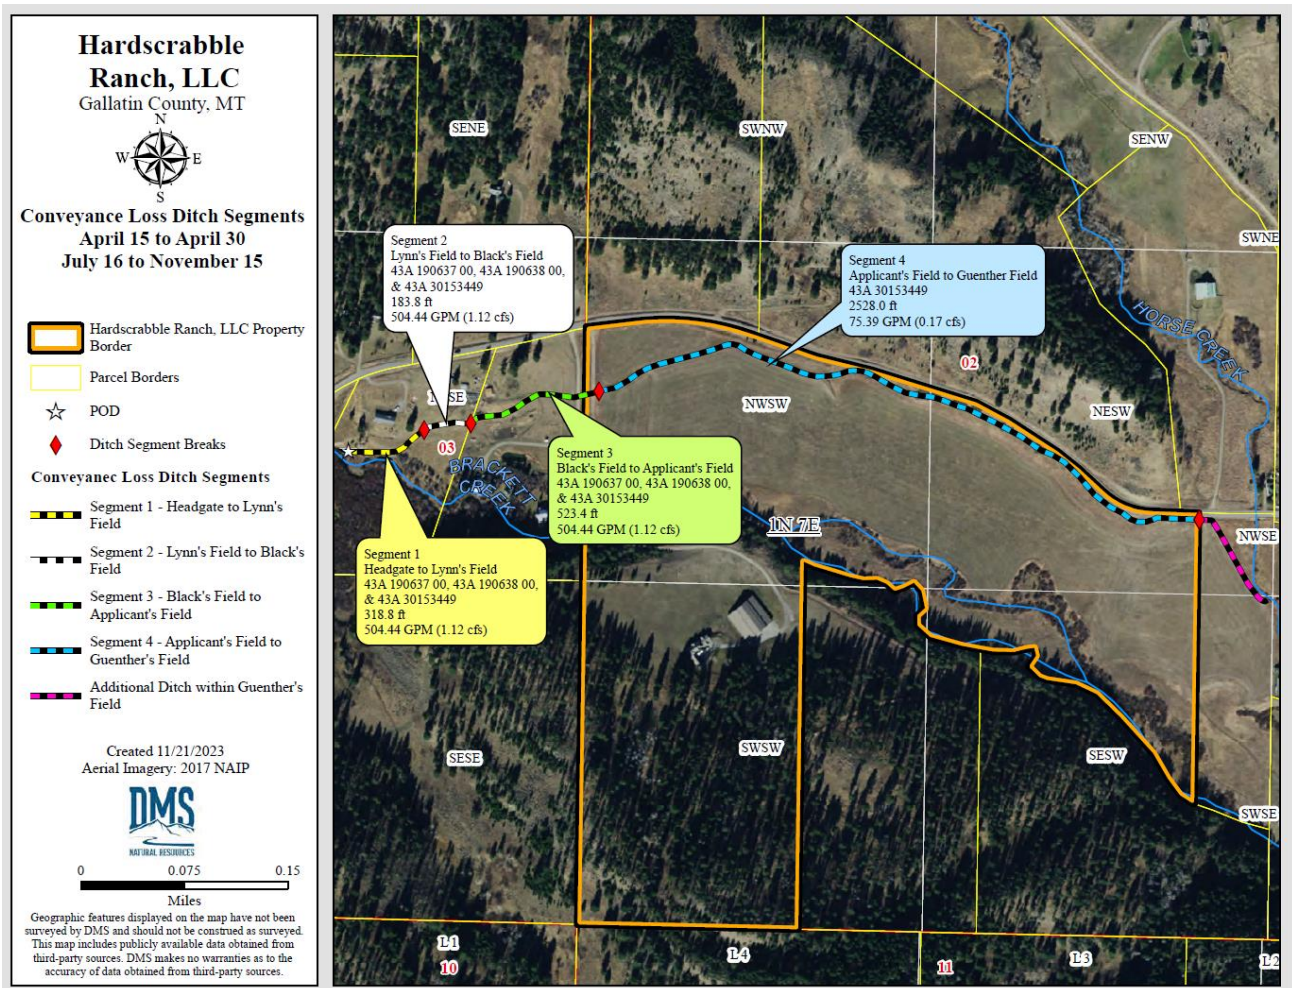 Hardscrabble
Ranch, LLC
Gallatin County, MT
N
W
E
S
Conveyance Loss Ditch Segments
April 15 to April 30
July 16 to November 15
Hardscrabble Ranch, LLC Property
Border
Parcel Borders
POD
Ditch Segment Breaks
Conveyanec Loss Ditch Segments
Segment 1 - Headgate to Lynn's
Field
Segment 2 - Lynn's Field to Black's
Field
Segment 3 - Black's Field to
Applicant's Field
Segment 4 - Applicant's Field to
Guenther's Field
Additional Ditch within Guenther's
Field
Created 11/21/2023
Aerial Imagery: 2017 NAIP
DMS
NATURAL RESOURCES
0 0.075 0.15
Miles
Geographic features displayed on the map have not been
surveyed by DMS and should not be construed as surveyed.
This map includes publicly available data obtained from
third-party sources. DMS makes no warranties as to the
accuracy of data obtained from third-party sources.
SENE
SWNW
SENW
SWNE
Segment 2
Lynn's Field to Black's Field
43A 190637 00, 43A 190638 00,
& 43A 30153449
183.8 ft
504.44 GPM (1.12 cfs)
Segment 4
Applicant's Field to Guenther Field
43A 30153449
2528.0 ft
75.39 GPM (0.17 cfs)
HORSE CREEK
02
NWSW
NESW
03
BRACKETT
CREEK
Segment 3
Black's Field to Applicant's Field
43A 190637 00, 43A 190638 00,
& 43A 30153449
523.4 ft
504.44 GPM (1.12 cfs)
1N 7E
NWSE
Segment 1
Headgate to Lynn's Field
43A 190637 00, 43A 190638 00,
& 43A 30153449
318.8 ft
504.44 GPM (1.12 cfs)
SESE
SWSW
SESW
SWSE
L1
L4
L3
L2
10
11